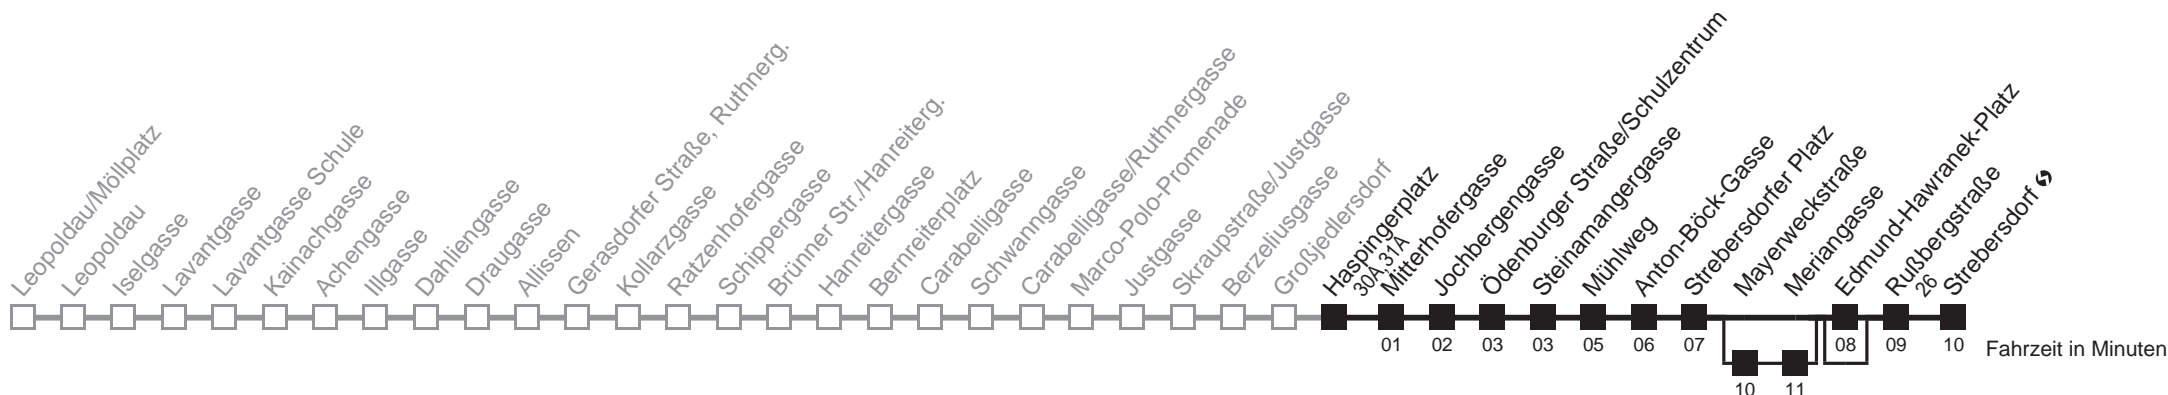 Leopoldau/Möllplatz
Leopoldau
Iselgasse
Lavantgasse
Lavantgasse Schule
Kainachgasse
Achengasse
Illgasse
Dahliengasse
Draugasse
Allissen
Gerasdorfer Straße, Ruthnerg.
Kollarzgasse
Ratzenhofergasse
Schippergasse
Brünner Str./Hanreiterg.
Hanreitergasse
Bernreiterplatz
Carabelligasse
Schwanngasse
Carabelligasse/Ruthnergasse
Marco-Polo-Promenade
Justgasse
Skraupstraße/Justgasse
Berzeliusgasse
Großjedlersdorf
Haspingerplatz
30A,31A
Mitterhofergasse
Jochbergengasse
Ödenburger Straße/Schulzentrum
Steinamangergasse
Mühlweg
Anton-Böck-Gasse
Strebersdorfer Platz
Mayerweckstraße
Meriangasse
Edmund-Hawranek-Platz
Rußbergstraße
26
Strebersdorf
01 02 03 03 05 06 07 08 09 10
Fahrzeit in Minuten
10 11